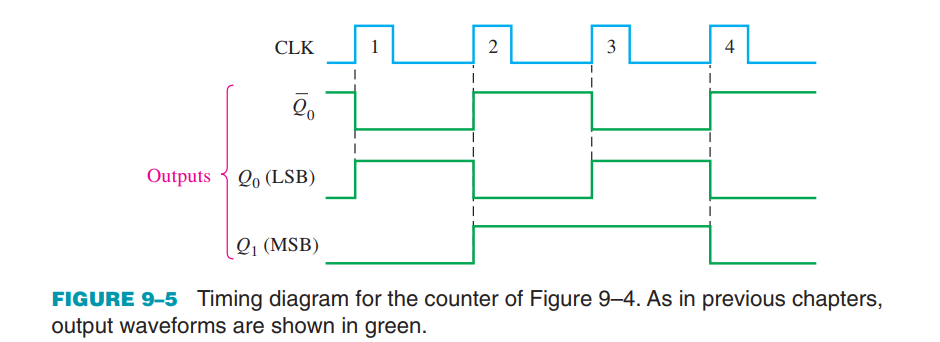 CLK 1 2 3 4
Q̅₀
Outputs Q₀ (LSB)
Q₁ (MSB)
FIGURE 9–5 Timing diagram for the counter of Figure 9–4. As in previous chapters,
output waveforms are shown in green.